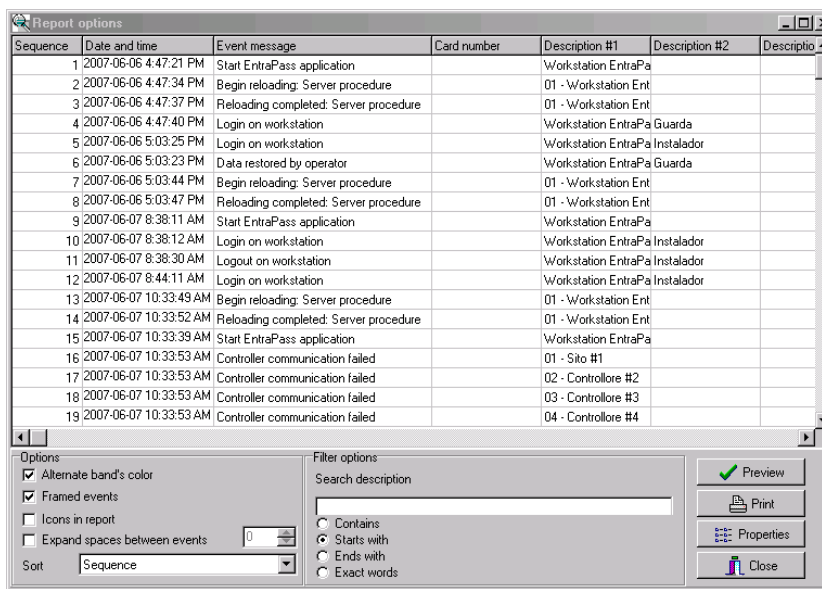 Report options
Sequence Date and time Event message Card number Description #1 Description #2 Descriptio
1 2007-06-06 4:47:21 PM Start EntraPass application Workstation EntraPa
2 2007-06-06 4:47:34 PM Begin reloading: Server procedure 01 - Workstation Ent
3 2007-06-06 4:47:37 PM Reloading completed: Server procedure 01 - Workstation Ent
4 2007-06-06 4:47:40 PM Login on workstation Workstation EntraPa Guarda
5 2007-06-06 5:03:25 PM Login on workstation Workstation EntraPa Instalador
6 2007-06-06 5:03:23 PM Data restored by operator Workstation EntraPa Guarda
7 2007-06-06 5:03:44 PM Begin reloading: Server procedure 01 - Workstation Ent
8 2007-06-06 5:03:47 PM Reloading completed: Server procedure 01 - Workstation Ent
9 2007-06-07 8:38:11 AM Start EntraPass application Workstation EntraPa
10 2007-06-07 8:38:12 AM Login on workstation Workstation EntraPa Instalador
11 2007-06-07 8:38:30 AM Logout on workstation Workstation EntraPa Instalador
12 2007-06-07 8:44:11 AM Login on workstation Workstation EntraPa Instalador
13 2007-06-07 10:33:49 AM Begin reloading: Server procedure 01 - Workstation Ent
14 2007-06-07 10:33:52 AM Reloading completed: Server procedure 01 - Workstation Ent
15 2007-06-07 10:33:39 AM Start EntraPass application Workstation EntraPa
16 2007-06-07 10:33:53 AM Controller communication failed 01 - Sito #1
17 2007-06-07 10:33:53 AM Controller communication failed 02 - Controllore #2
18 2007-06-07 10:33:53 AM Controller communication failed 03 - Controllore #3
19 2007-06-07 10:33:53 AM Controller communication failed 04 - Controllore #4
Options
Alternate band's color
Framed events
Icons in report
Expand spaces between events 0
Sort Sequence
Filter options
Search description
Contains
Starts with
Ends with
Exact words
Preview
Print
Properties
Close